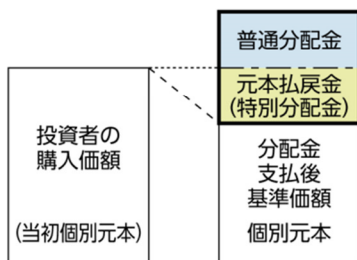 普通分配金
元本払戻金
(特別分配金)
投資者の
購入価額
(当初個別元本)
分配金
支払後
基準価額
個別元本